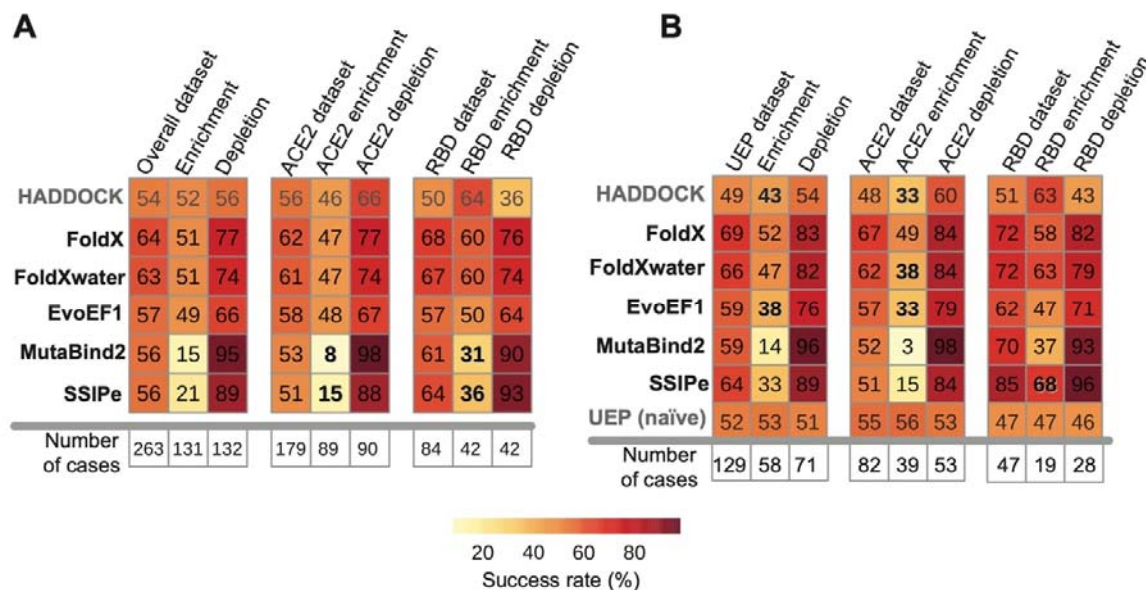 A
Overall dataset
Enrichment
Depletion
ACE2 dataset
ACE2 enrichment
ACE2 depletion
RBD dataset
RBD enrichment
RBD depletion
HADDOCK 54 52 56 56 46 66 50 64 36
FoldX 64 51 77 62 47 77 68 60 76
FoldXwater 63 51 74 61 47 74 67 60 74
EvoEF1 57 49 66 58 48 67 57 50 64
MutaBind2 56 15 95 53 8 98 61 31 90
SSIPe 56 21 89 51 15 88 64 36 93
Number
of cases
263 131 132 179 89 90 84 42 42
B
UEP dataset
Enrichment
Depletion
ACE2 dataset
ACE2 enrichment
ACE2 depletion
RBD dataset
RBD enrichment
RBD depletion
HADDOCK 49 43 54 48 33 60 51 63 43
FoldX 69 52 83 67 49 84 72 58 82
FoldXwater 66 47 82 62 38 84 72 63 79
EvoEF1 59 38 76 57 33 79 62 47 71
MutaBind2 59 14 96 52 3 98 70 37 93
SSIPe 64 33 89 51 15 84 85 68 96
UEP (naïve) 52 53 51 55 56 53 47 47 46
Number
of cases
129 58 71 82 39 53 47 19 28
20 40 60 80
Success rate (%)